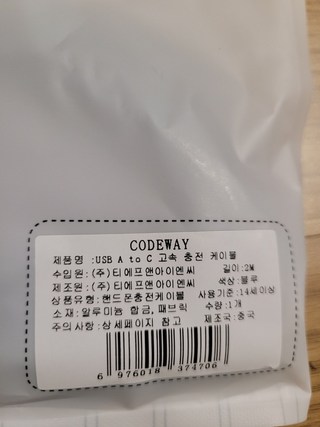 CODEWAY
제품명 :USB A to C 고속 충전 케이블
수입원:(주)티에프앤아이엔씨 길이:2M
제조원:(주)티에프앤아이엔씨 색상:블루
상품유형:핸드폰충전케이블 사용기준:14세이상
소재:알루미늄 합금, 패브릭 수량:1개
주의사항:상세페이지 참고 제조국:중국
6 976018 374706